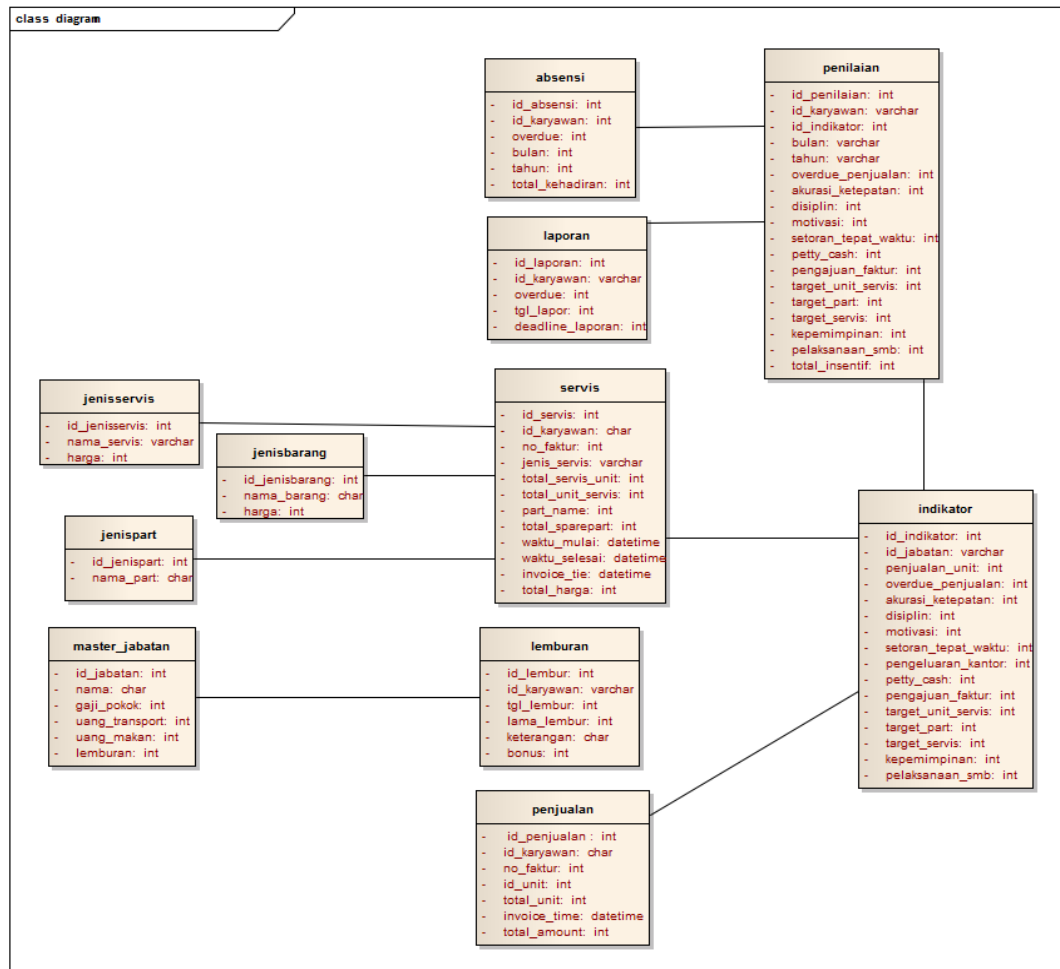 class diagram
absensi
- id_absensi: int
- id_karyawan: int
- overdue: int
- bulan: int
- tahun: int
- total_kehadiran: int
penilaian
- id_penilaian: int
- id_karyawan: varchar
- id_indikator: int
- bulan: varchar
- tahun: varchar
- overdue_penjualan: int
- akurasi_ketepatan: int
- disiplin: int
- motivasi: int
- setoran_tepat_waktu: int
- petty_cash: int
- pengajuan_faktur: int
- target_unit_servis: int
- target_part: int
- target_servis: int
- kepemimpinan: int
- pelaksanaan_smb: int
- total_insentif: int
laporan
- id_laporan: int
- id_karyawan: varchar
- overdue: int
- tgl_lapor: int
- deadline_laporan: int
jenisservis
- id_jenisservis: int
- nama_servis: varchar
- harga: int
jenisbarang
- id_jenisbarang: int
- nama_barang: char
- harga: int
servis
- id_servis: int
- id_karyawan: char
- no_faktur: int
- jenis_servis: varchar
- total_servis_unit: int
- total_unit_servis: int
- part_name: int
- total_sparepart: int
- waktu_mulai: datetime
- waktu_selesai: datetime
- invoice_tie: datetime
- total_harga: int
jenispart
- id_jenispart: int
- nama_part: char
indikator
- id_indikator: int
- id_jabatan: varchar
- penjualan_unit: int
- overdue_penjualan: int
- akurasi_ketepatan: int
- disiplin: int
- motivasi: int
- setoran_tepat_waktu: int
- pengeluaran_kantor: int
- petty_cash: int
- pengajuan_faktur: int
- target_unit_servis: int
- target_part: int
- target_servis: int
- kepemimpinan: int
- pelaksanaan_smb: int
master_jabatan
- id_jabatan: int
- nama: char
- gaji_pokok: int
- uang_transport: int
- uang_makan: int
- lemburan: int
lemburan
- id_lembur: int
- id_karyawan: varchar
- tgl_lembur: int
- lama_lembur: int
- keterangan: char
- bonus: int
penjualan
- id_penjualan : int
- id_karyawan: char
- no_faktur: int
- id_unit: int
- total_unit: int
- invoice_time: datetime
- total_amount: int